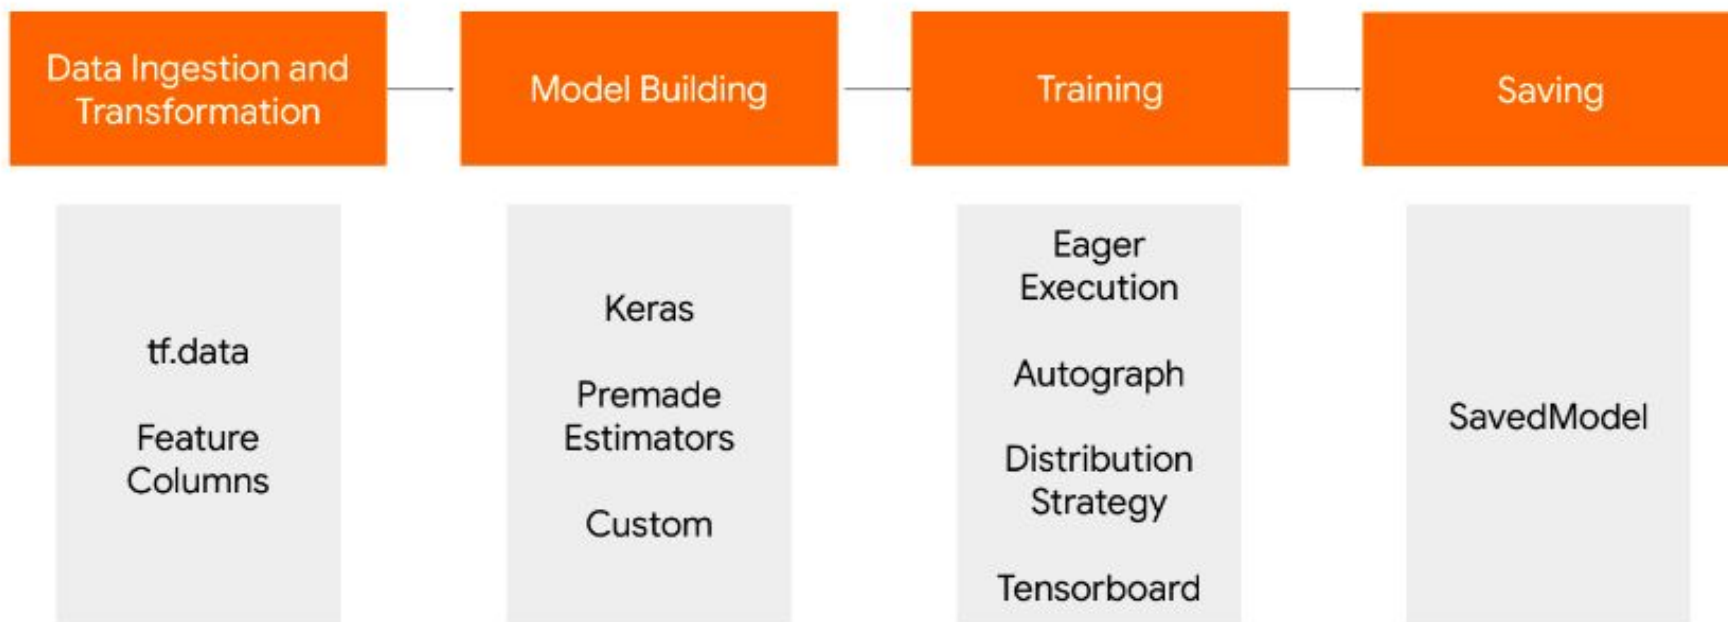 Data Ingestion and
Transformation
Model Building
Training
Saving
tf.data
Feature
Columns
Keras
Premade
Estimators
Custom
Eager
Execution
Autograph
Distribution
Strategy
Tensorboard
SavedModel